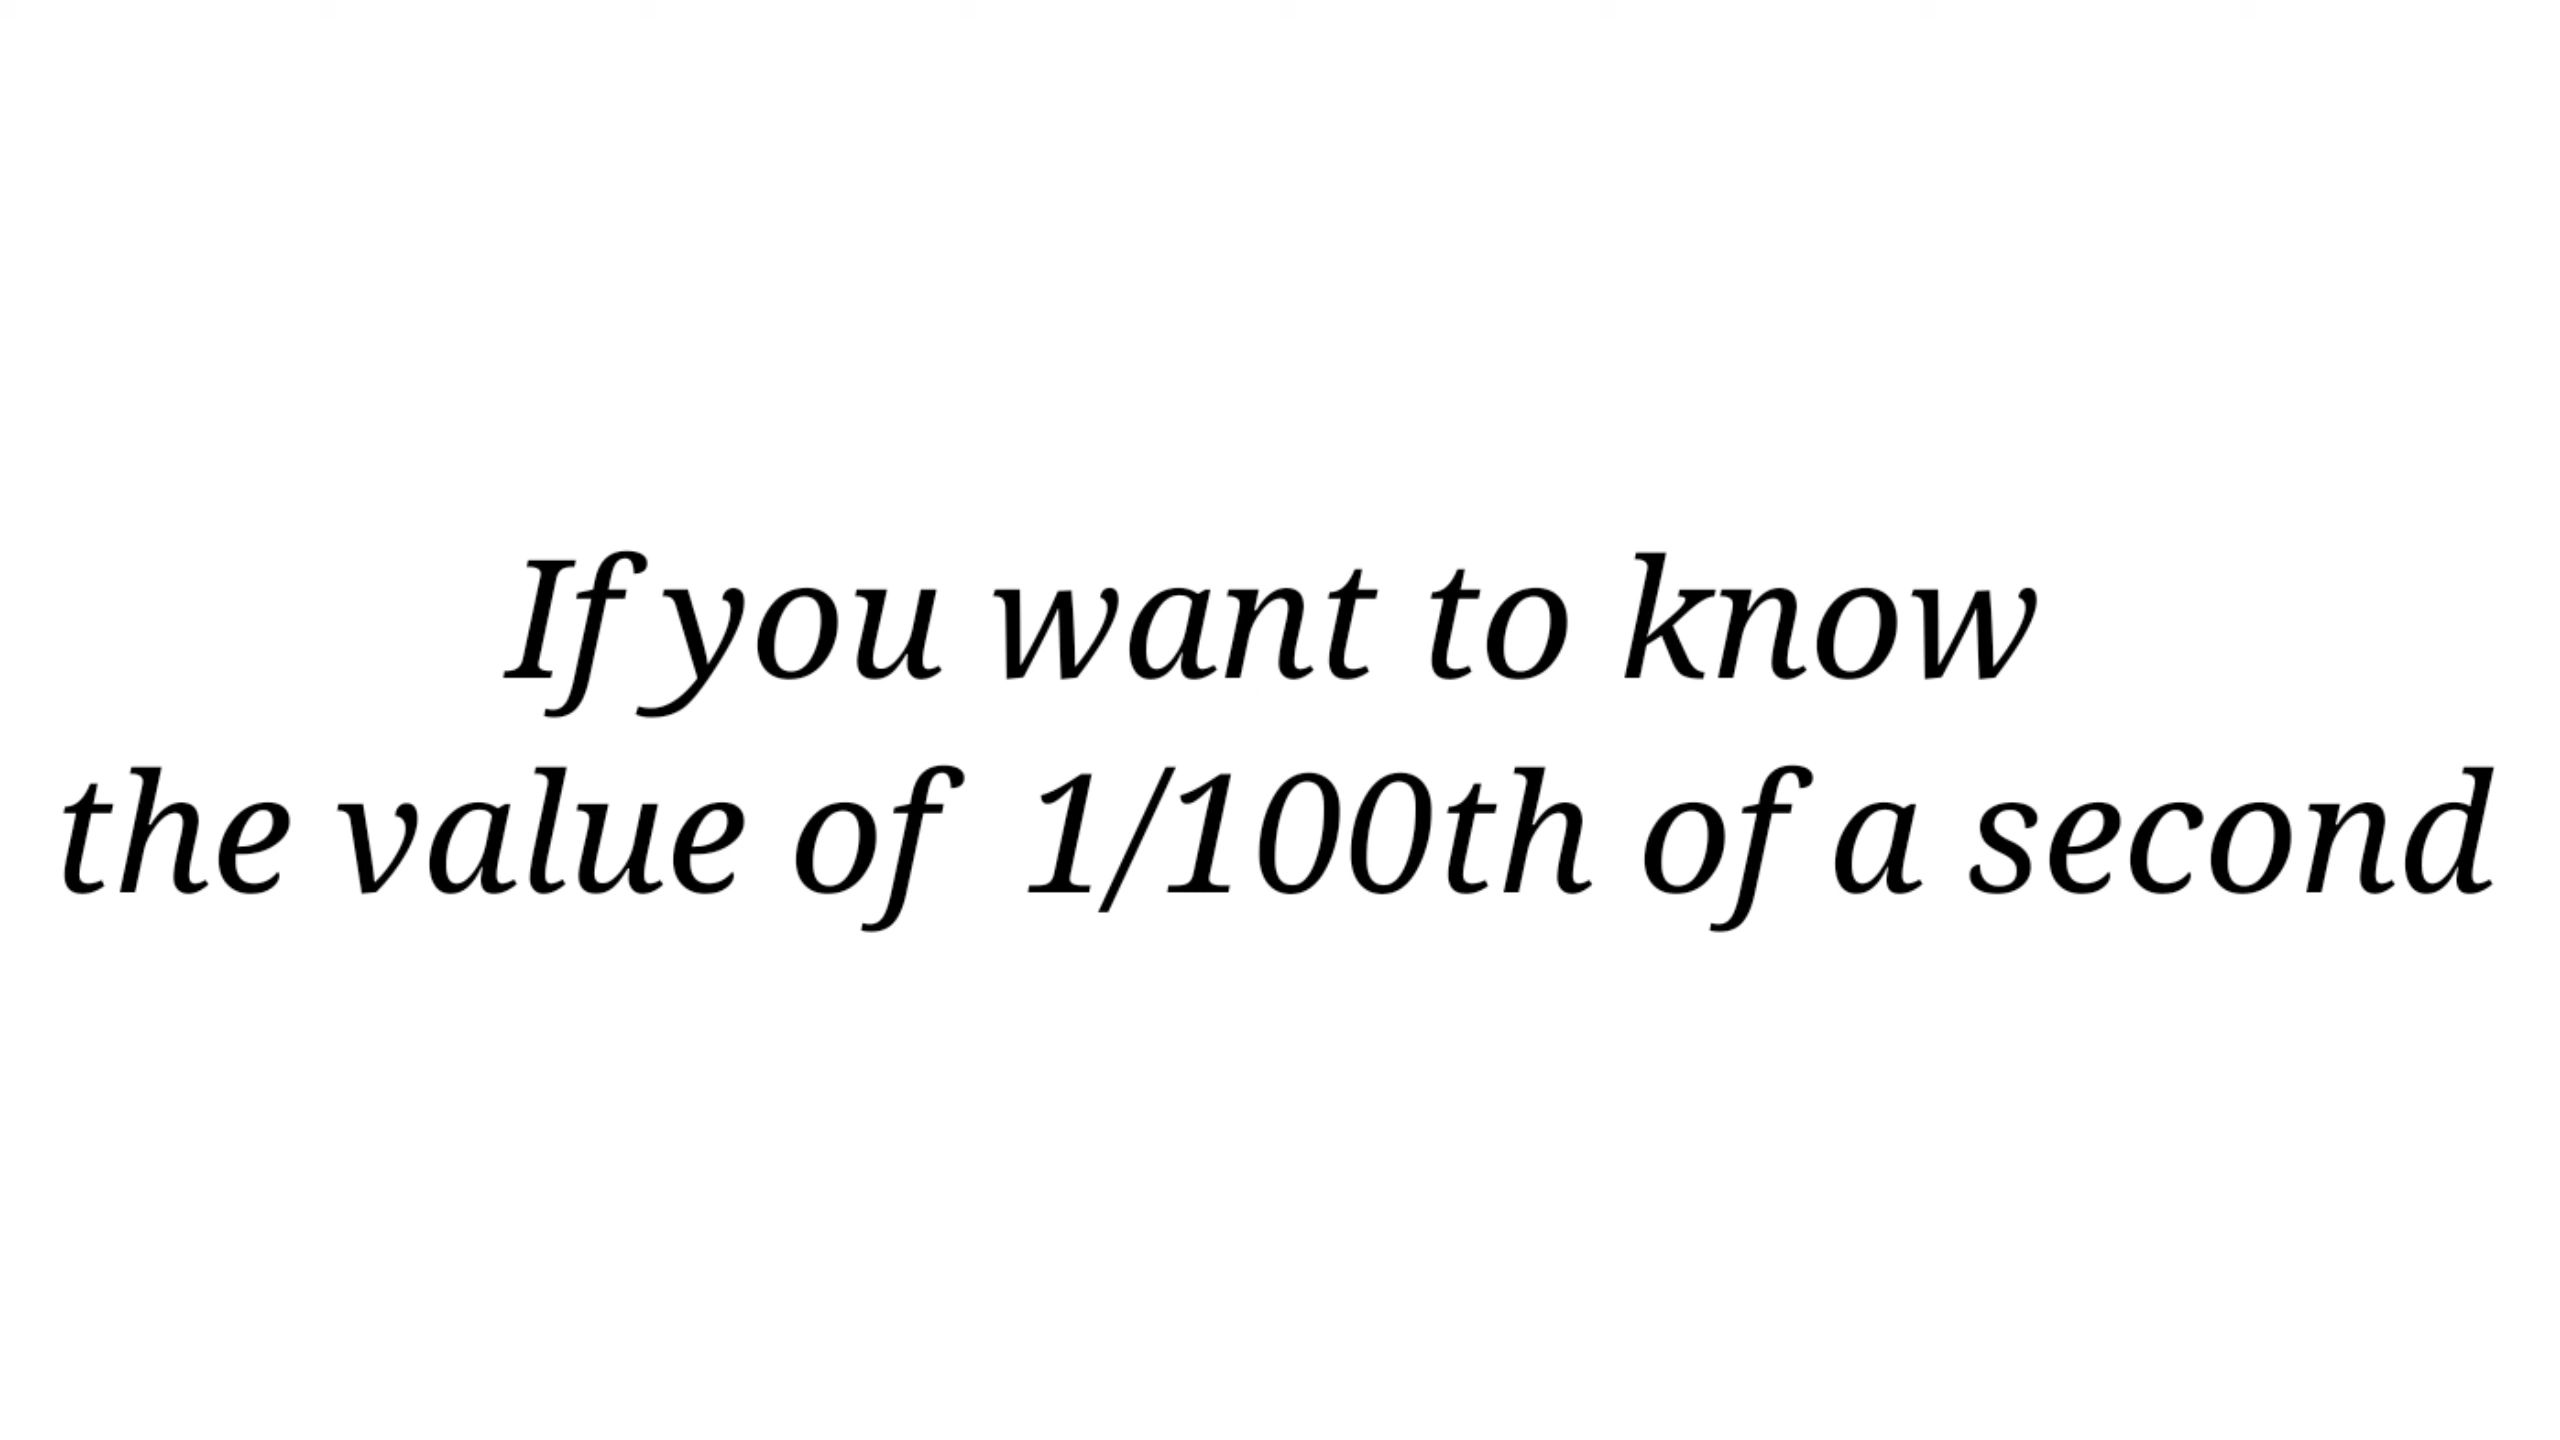 If you want to know
the value of 1/100th of a second